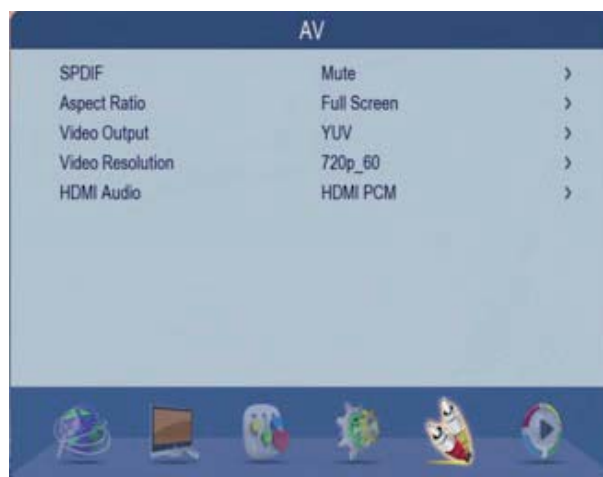 AV
SPDIF Mute >
Aspect Ratio Full Screen >
Video Output YUV >
Video Resolution 720p_60 >
HDMI Audio HDMI PCM >